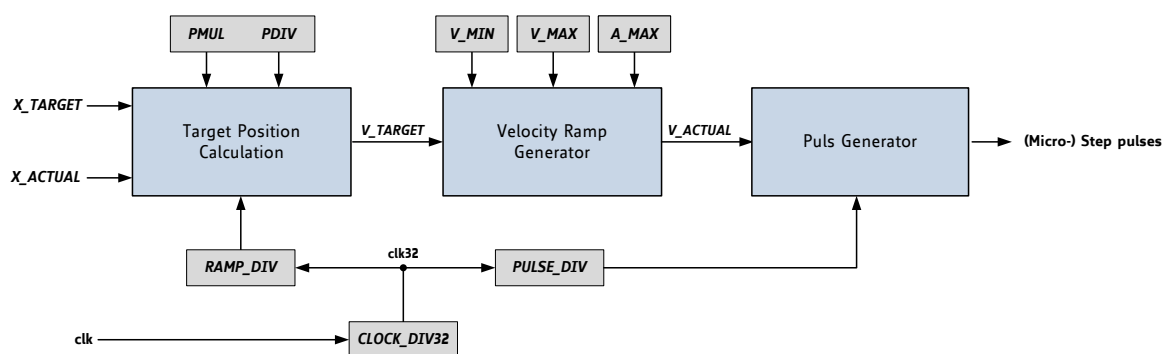 PMUL PDIV
V_MIN
V_MAX
A_MAX
X_TARGET
X_ACTUAL
Target Position
Calculation
V_TARGET
Velocity Ramp
Generator
V_ACTUAL
Puls Generator
(Micro-) Step pulses
RAMP_DIV
clk32
PULSE_DIV
clk
CLOCK_DIV32